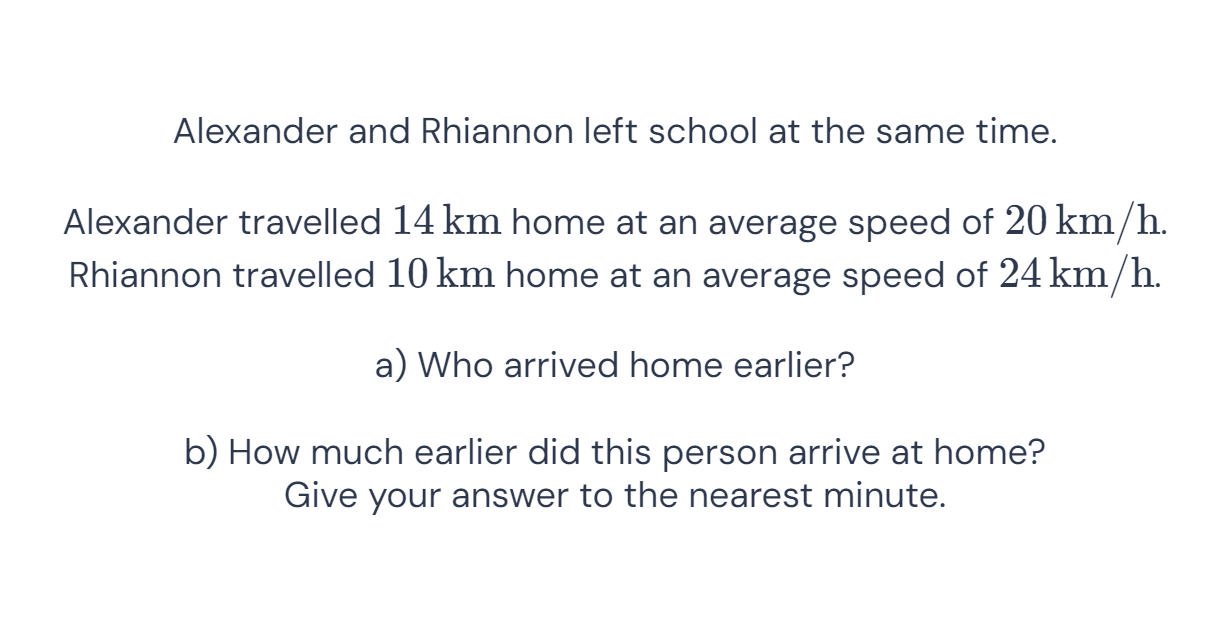 Alexander and Rhiannon left school at the same time.
Alexander travelled 14 km home at an average speed of 20 km/h.
Rhiannon travelled 10 km home at an average speed of 24 km/h.
a) Who arrived home earlier?
b) How much earlier did this person arrive at home?
Give your answer to the nearest minute.